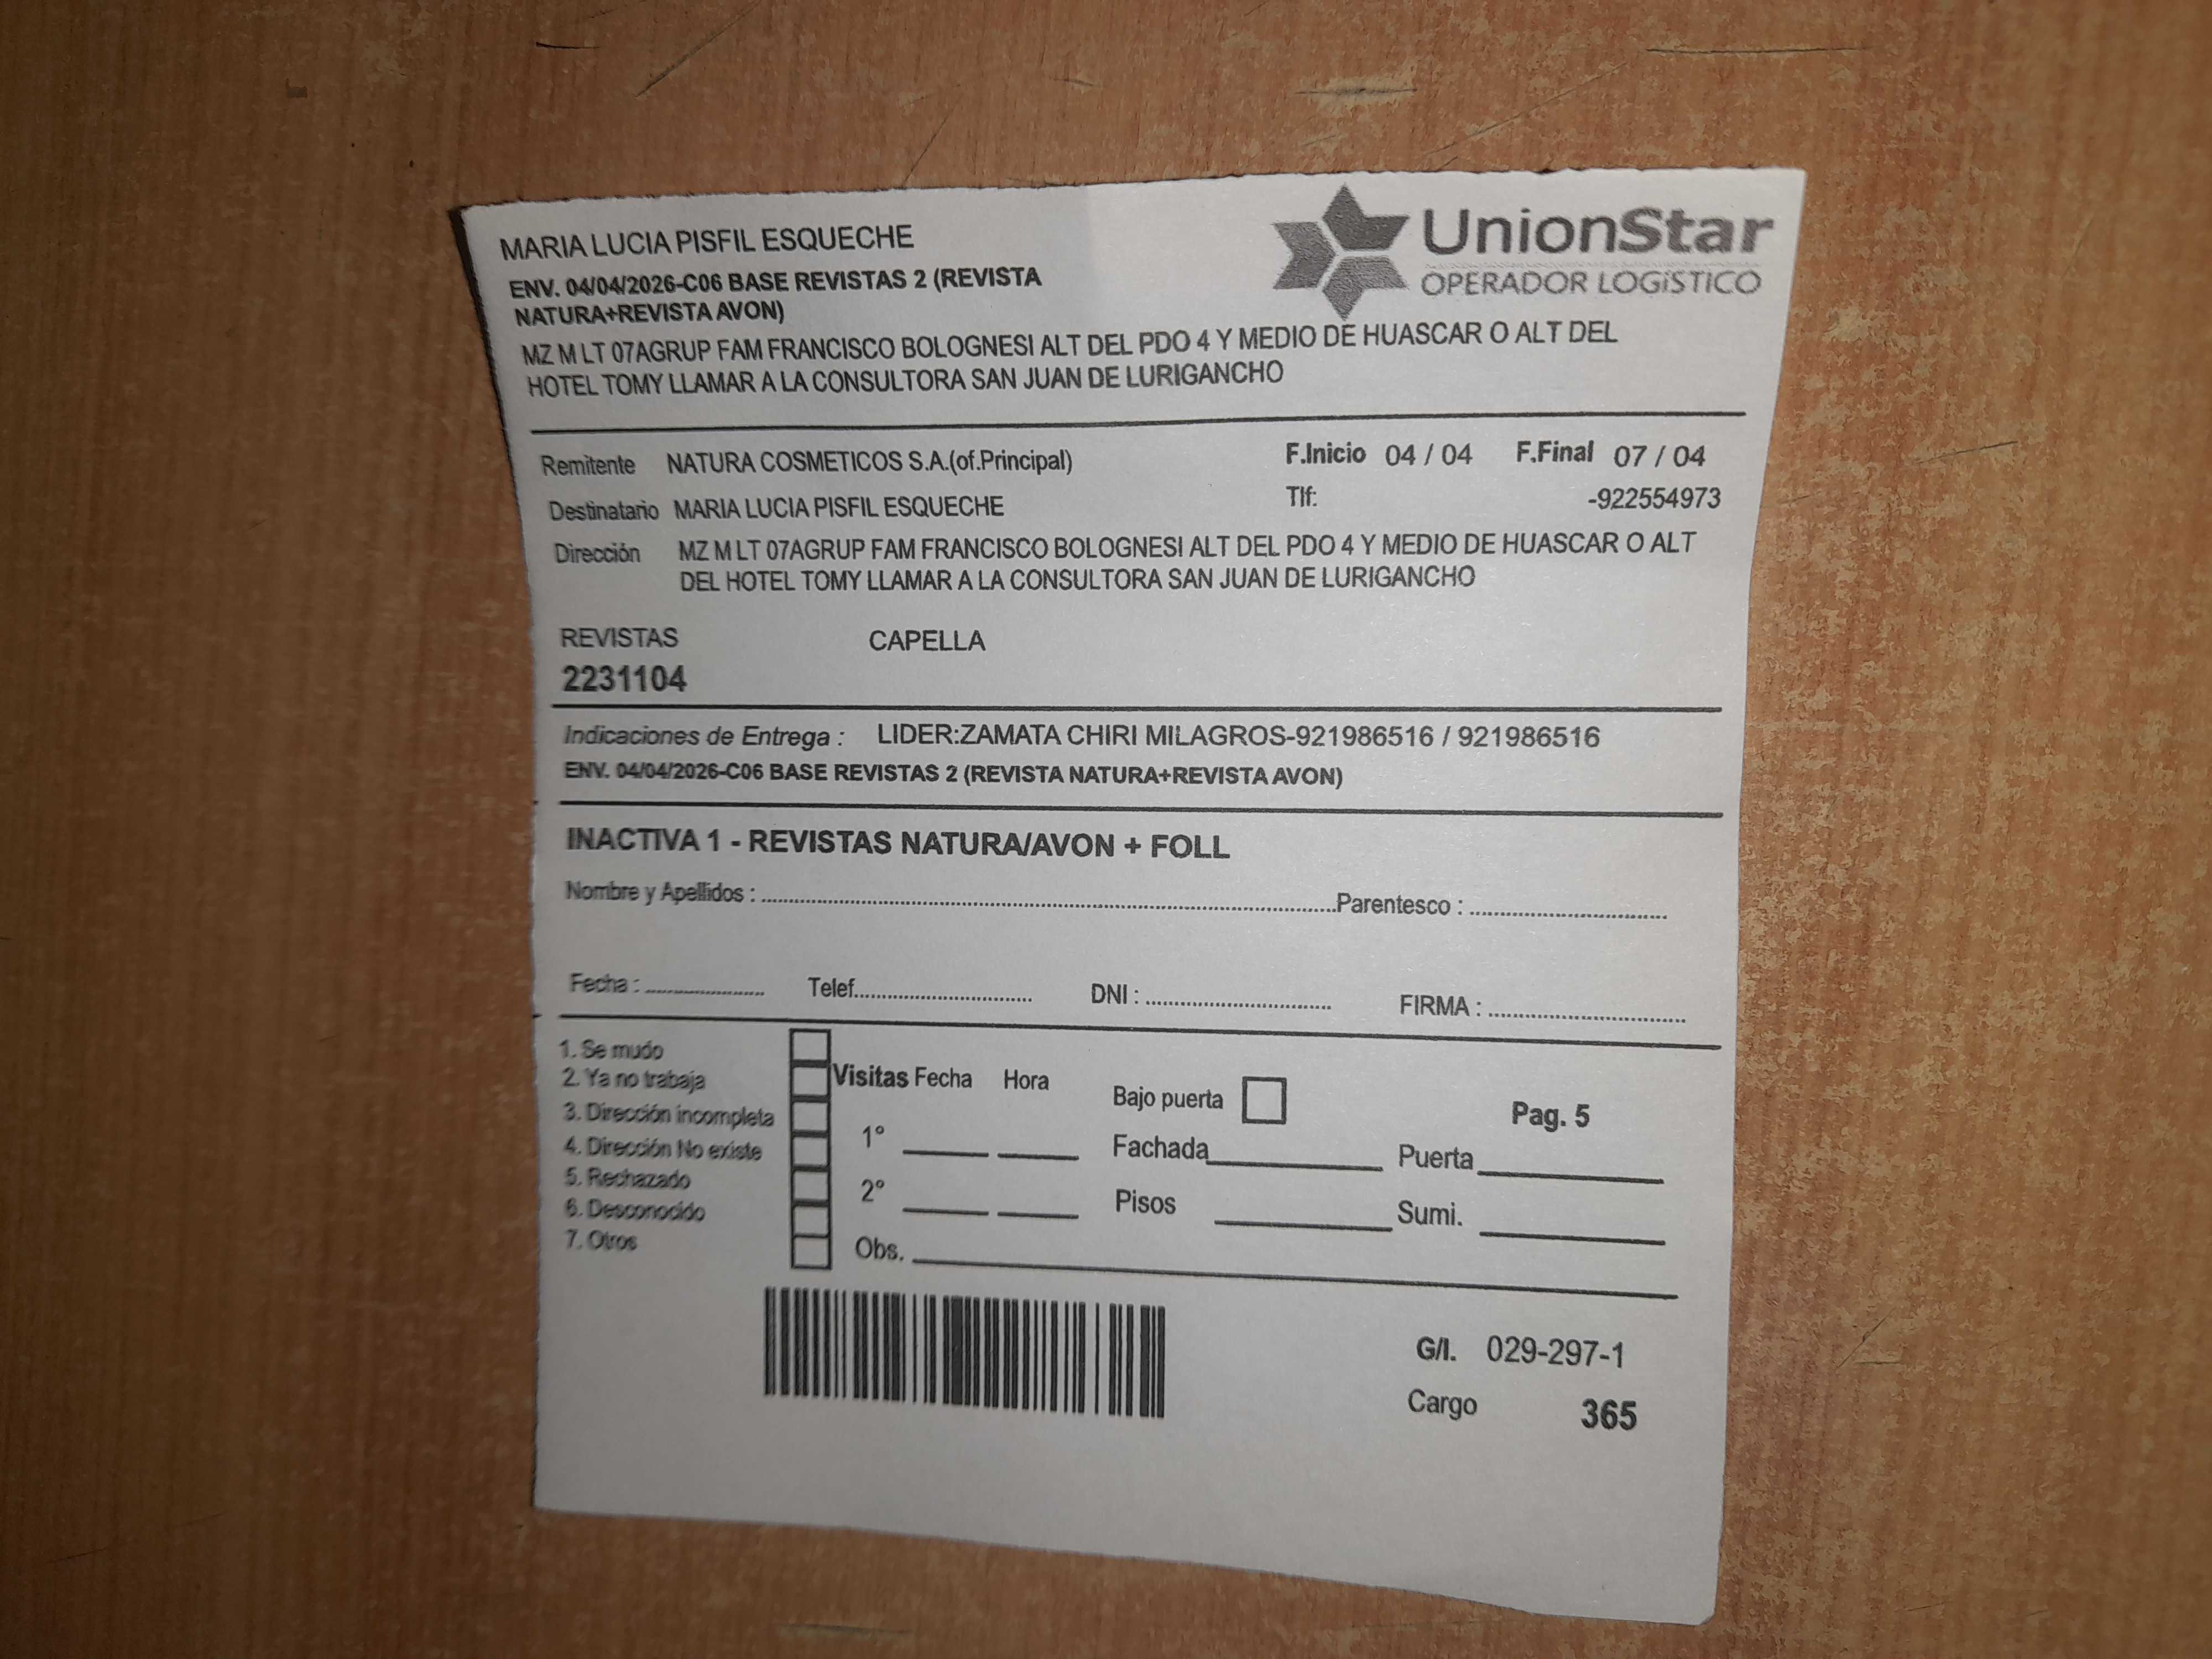 MARIA LUCIA PISFIL ESQUECHE
UnionStar
OPERADOR LOGíSTICO
ENV. 04/04/2026-C06 BASE REVISTAS 2 (REVISTA
NATURA+REVISTA AVON)
MZ M LT 07AGRUP FAM FRANCISCO BOLOGNESI ALT DEL PDO 4 Y MEDIO DE HUASCAR O ALT DEL
HOTEL TOMY LLAMAR A LA CONSULTORA SAN JUAN DE LURIGANCHO
Remitente NATURA COSMETICOS S.A.(of.Principal) F.Inicio 04 / 04 F.Final 07 / 04
Destinatario MARIA LUCIA PISFIL ESQUECHE Tlf: -922554973
Dirección MZ M LT 07AGRUP FAM FRANCISCO BOLOGNESI ALT DEL PDO 4 Y MEDIO DE HUASCAR O ALT
DEL HOTEL TOMY LLAMAR A LA CONSULTORA SAN JUAN DE LURIGANCHO
REVISTAS CAPELLA
2231104
Indicaciones de Entrega : LIDER:ZAMATA CHIRI MILAGROS-921986516 / 921986516
ENV. 04/04/2026-C06 BASE REVISTAS 2 (REVISTA NATURA+REVISTA AVON)
INACTIVA 1 - REVISTAS NATURA/AVON + FOLL
Nombre y Apellidos : Parentesco :
Fecha : Telef. DNI : FIRMA :
1. Se mudo
2. Ya no trabaja
3. Dirección incompleta
4. Dirección No existe
5. Rechazado
6. Desconocido
7. Otros
Visitas Fecha Hora
1°
2°
Obs.
Bajo puerta Pag. 5
Fachada Puerta
Pisos Sumi.
G/I. 029-297-1
Cargo 365